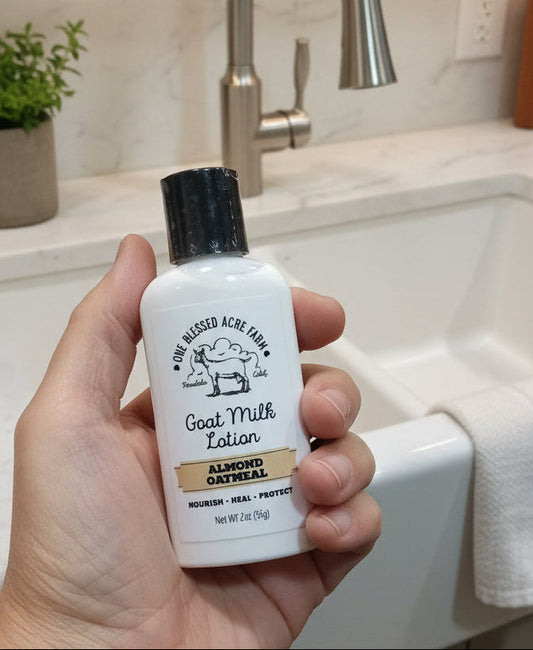 ONE BLESSED ACRE FARM
Goat Milk
Lotion
ALMOND
OATMEAL
NOURISH • HEAL • PROTECT
Net WT 2oz (56g)